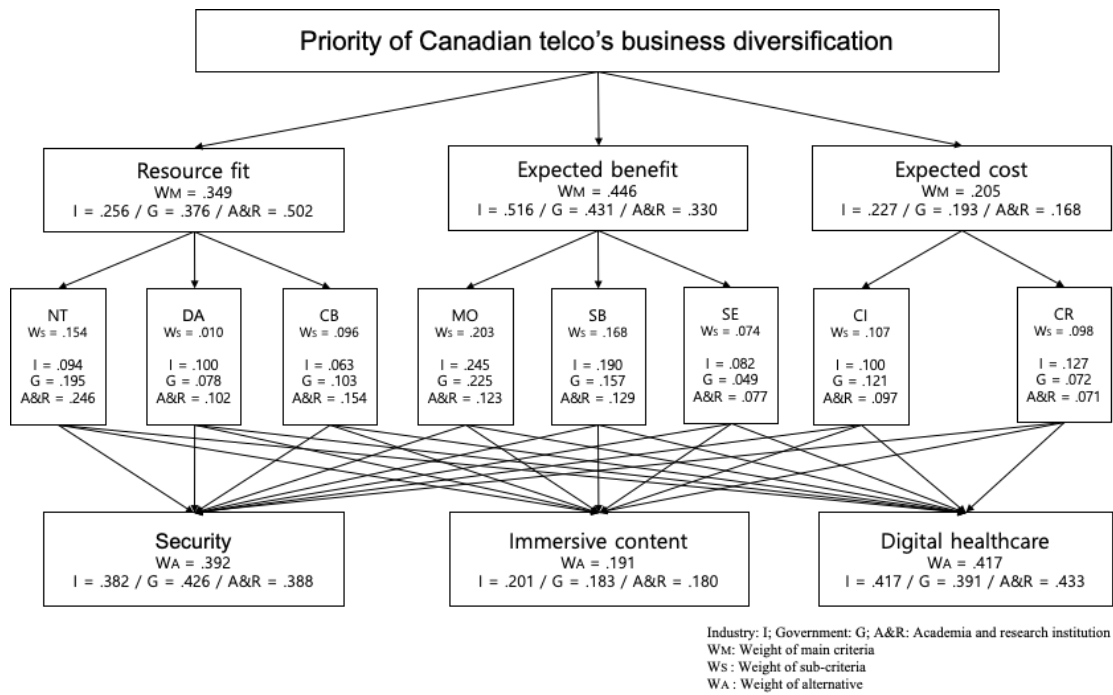 Priority of Canadian telco's business diversification
Resource fit
WM = .349
I = .256 / G = .376 / A&R = .502
Expected benefit
WM = .446
I = .516 / G = .431 / A&R = .330
Expected cost
WM = .205
I = .227 / G = .193 / A&R = .168
NT
Ws = .154
I = .094
G = .195
A&R = .246
DA
Ws = .010
I = .100
G = .078
A&R = .102
CB
Ws = .096
I = .063
G = .103
A&R = .154
MO
Ws = .203
I = .245
G = .225
A&R = .123
SB
Ws = .168
I = .190
G = .157
A&R = .129
SE
Ws = .074
I = .082
G = .049
A&R = .077
CI
Ws = .107
I = .100
G = .121
A&R = .097
CR
Ws = .098
I = .127
G = .072
A&R = .071
Security
WA = .392
I = .382 / G = .426 / A&R = .388
Immersive content
WA = .191
I = .201 / G = .183 / A&R = .180
Digital healthcare
WA = .417
I = .417 / G = .391 / A&R = .433
Industry: I; Government: G; A&R: Academia and research institution
WM: Weight of main criteria
WS : Weight of sub-criteria
WA : Weight of alternative